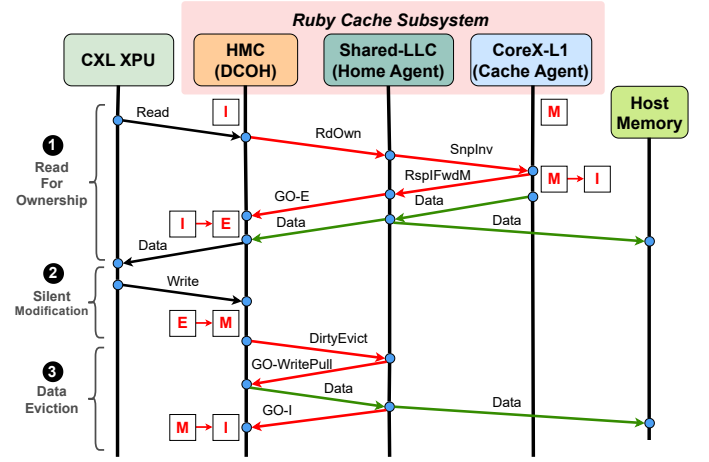 Ruby Cache Subsystem
CXL XPU
HMC
(DCOH)
Shared-LLC
(Home Agent)
CoreX-L1
(Cache Agent)
Host
Memory
1
Read
For
Ownership
Read
I
RdOwn
M
SnpInv
RspIFwdM
M I
GO-E
Data
I E
Data
Data
Data
2
Silent
Modification
Write
E M
DirtyEvict
3
Data
Eviction
GO-WritePull
Data
Data
GO-I
M I